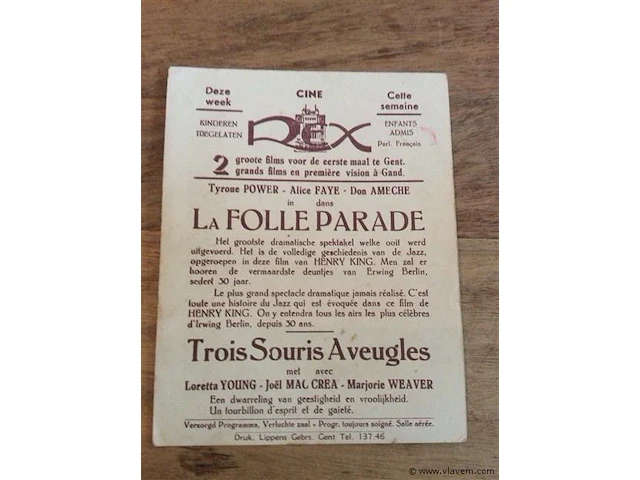 Deze week
CINE
Cette semaine
KINDEREN TOEGELATEN
REX
ENFANTS ADMIS
Parl. Français
2 groote films voor de eerste maal te Gent.
grands films en première vision à Gand.
Tyrone POWER - Alice FAYE - Don AMECHE
in dans
LA FOLLE PARADE
Het grootste dramatische spektakel welke ooit werd
uitgevoerd. Het is de volledige geschiedenis van de Jazz,
opgeroepen in deze film van HENRY KING. Men zal er
hooren de vermaardste deuntjes van Erwing Berlin,
sedert 30 jaar.
Le plus grand spectacle dramatique jamais réalisé. C'est
toute une histoire du Jazz qui est évoquée dans ce film de
HENRY KING. On y entendra tous les airs les plus célèbres
d'Irwing Berlin, depuis 30 ans.
Trois Souris Aveugles
met avec
Loretta YOUNG - Joël MAC CREA - Marjorie WEAVER
Een dwarreling van geestigheid en vroolijkheid.
Un tourbillon d'esprit et de gaieté.
Verzorgd Programma, Verluchte zaal - Progr. toujours soigné. Salle aérée.
Druk. Lippens Gebrs. Gent Tel. 137.46
© www.vlavem.com